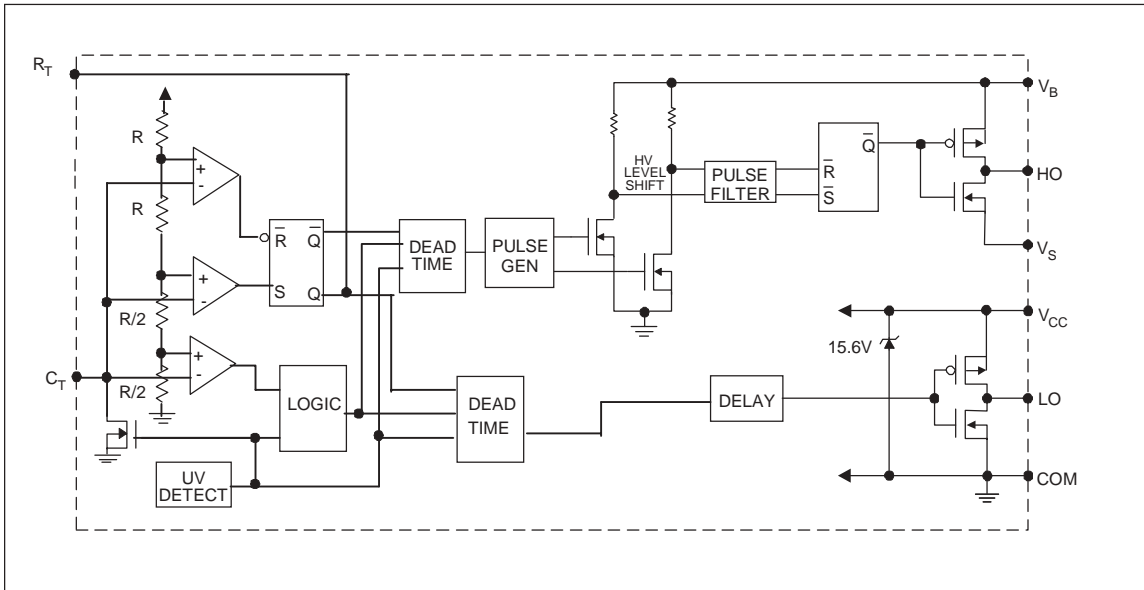 R_T
V_B
R
+
-
HV
LEVEL
SHIFT
PULSE
FILTER
R̅
S̅
Q̅
HO
R
R̅
Q̅
S
Q
DEAD
TIME
PULSE
GEN
V_S
+
-
R/2
V_CC
15.6V
+
-
C_T
R/2
LOGIC
DEAD
TIME
DELAY
LO
UV
DETECT
COM